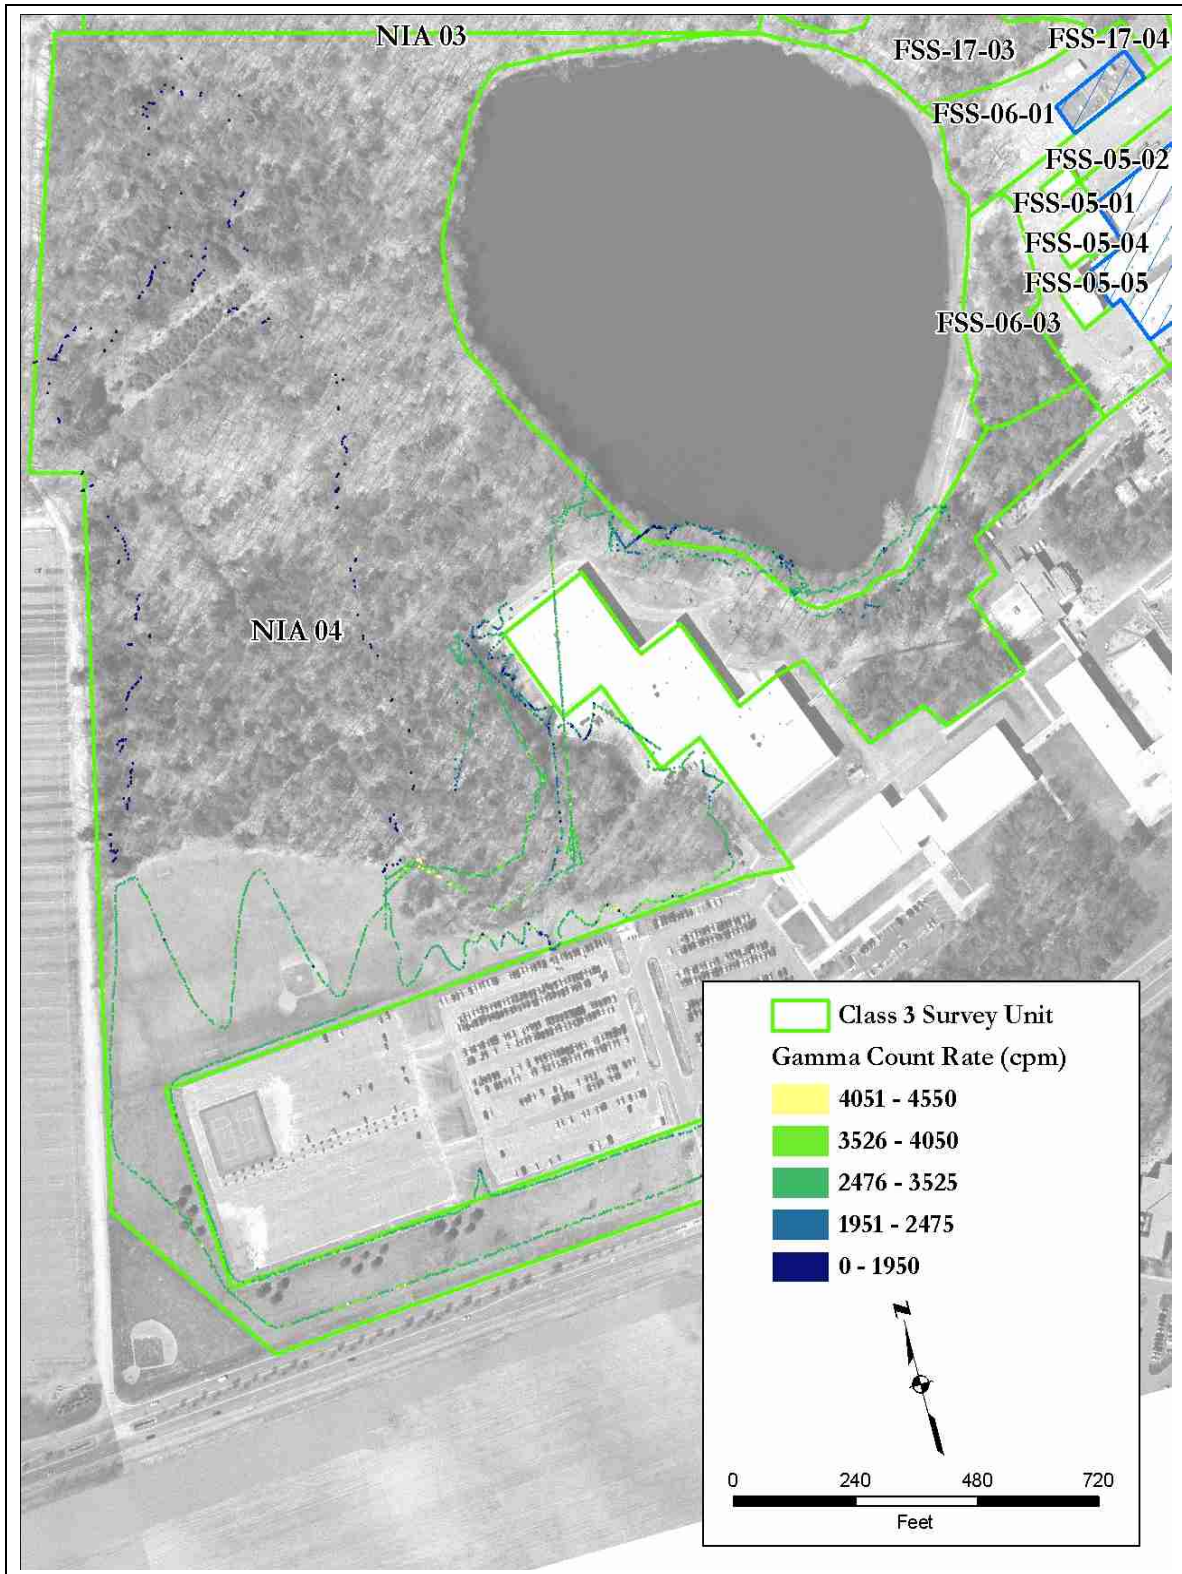 NIA 03
FSS-17-03
FSS-17-04
FSS-06-01
FSS-05-02
FSS-05-01
FSS-05-04
FSS-05-05
FSS-06-03
NIA 04
Class 3 Survey Unit
Gamma Count Rate (cpm)
4051 - 4550
3526 - 4050
2476 - 3525
1951 - 2475
0 - 1950
N
0 240 480 720
Feet